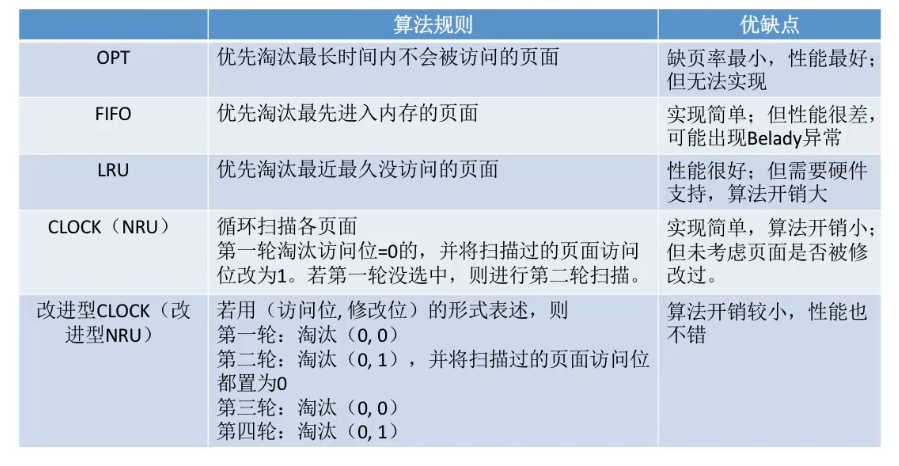 算法规则 优缺点
OPT 优先淘汰最长时间内不会被访问的页面 缺页率最小，性能最好；
但无法实现
FIFO 优先淘汰最先进入内存的页面 实现简单；但性能很差，
可能出现Belady异常
LRU 优先淘汰最近最久没访问的页面 性能很好；但需要硬件
支持，算法开销大
CLOCK（NRU） 循环扫描各页面
第一轮淘汰访问位=0的，并将扫描过的页面访问
位改为1。若第一轮没选中，则进行第二轮扫描。
实现简单，算法开销小；
但未考虑页面是否被修
改过。
改进型CLOCK（改
进型NRU）
若用（访问位, 修改位）的形式表述，则
第一轮：淘汰（0, 0）
第二轮：淘汰（0, 1），并将扫描过的页面访问位
都置为0
第三轮：淘汰（0, 0）
第四轮：淘汰（0, 1）
算法开销较小，性能也
不错